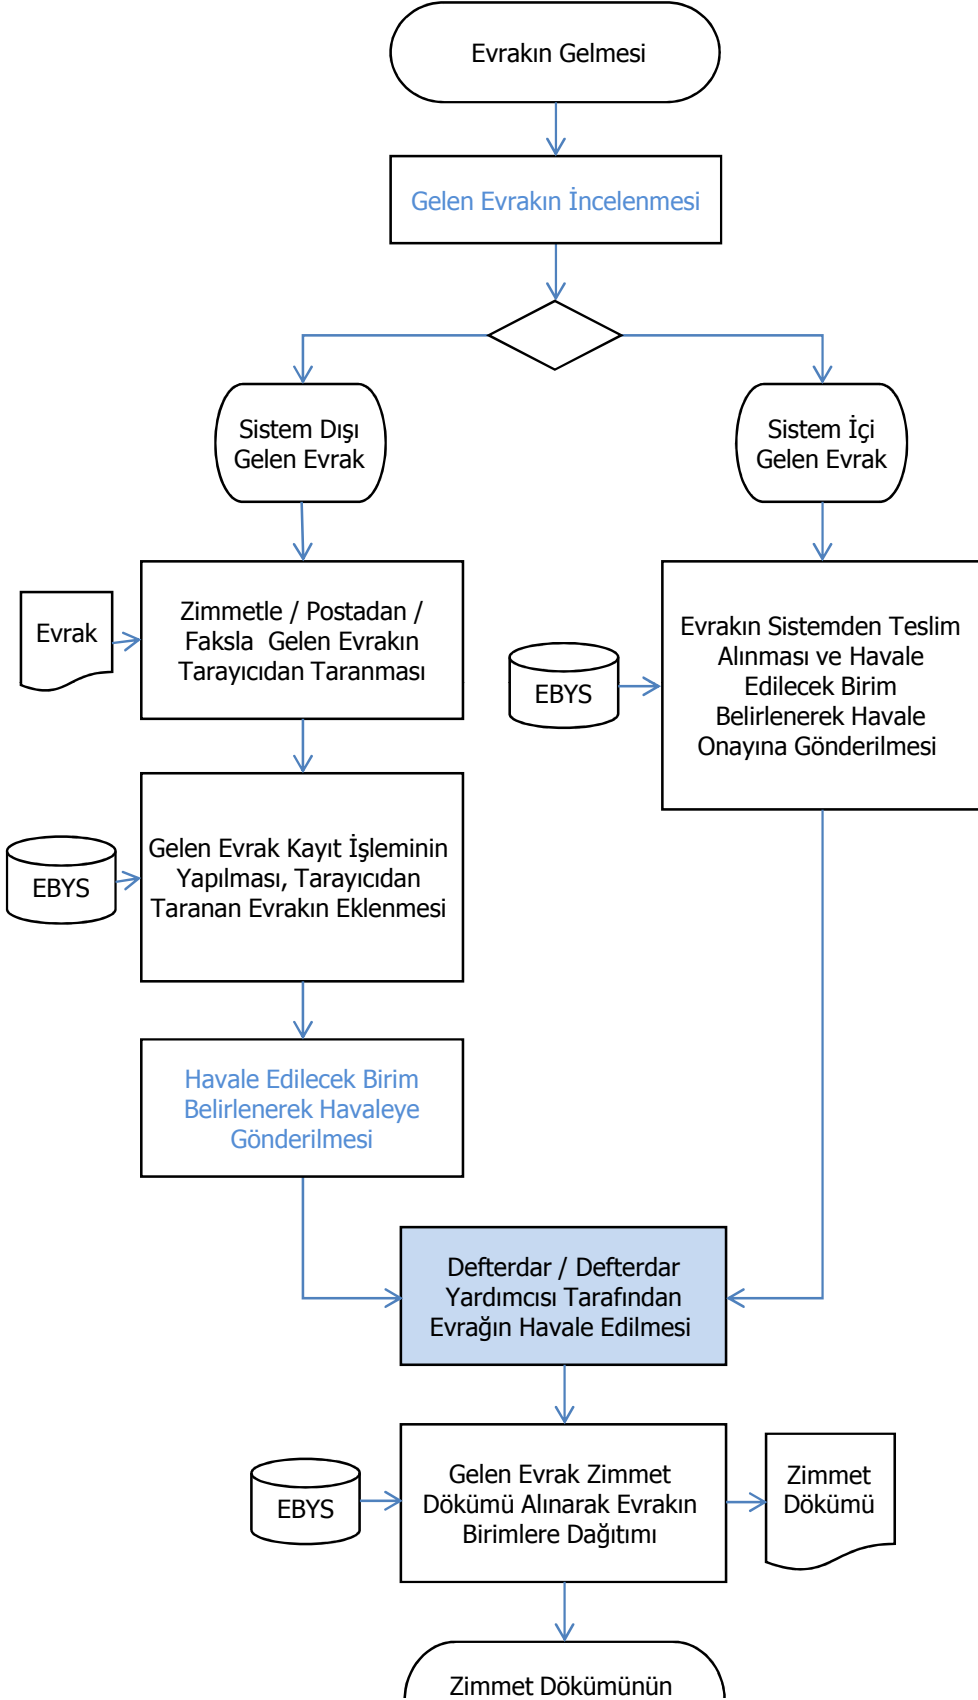 Evrakın Gelmesi
Gelen Evrakın İncelenmesi
Sistem Dışı
Gelen Evrak
Sistem İçi
Gelen Evrak
Evrak
Zimmetle / Postadan /
Faksla  Gelen Evrakın
Tarayıcıdan Taranması
EBYS
Evrakın Sistemden Teslim
Alınması ve Havale
Edilecek Birim
Belirlenerek Havale
Onayına Gönderilmesi
EBYS
Gelen Evrak Kayıt İşleminin
Yapılması, Tarayıcıdan
Taranan Evrakın Eklenmesi
Havale Edilecek Birim
Belirlenerek Havaleye
Gönderilmesi
Defterdar / Defterdar
Yardımcısı Tarafından
Evrağın Havale Edilmesi
EBYS
Gelen Evrak Zimmet
Dökümü Alınarak Evrakın
Birimlere Dağıtımı
Zimmet
Dökümü
Zimmet Dökümünün